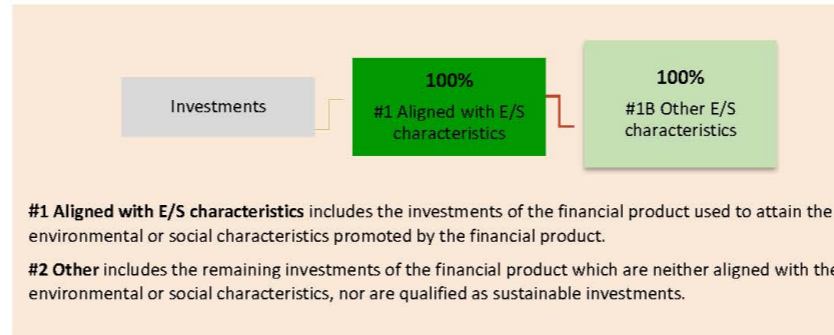 Investments
100%
#1 Aligned with E/S
characteristics
100%
#1B Other E/S
characteristics
#1 Aligned with E/S characteristics includes the investments of the financial product used to attain the
environmental or social characteristics promoted by the financial product.
#2 Other includes the remaining investments of the financial product which are neither aligned with the
environmental or social characteristics, nor are qualified as sustainable investments.